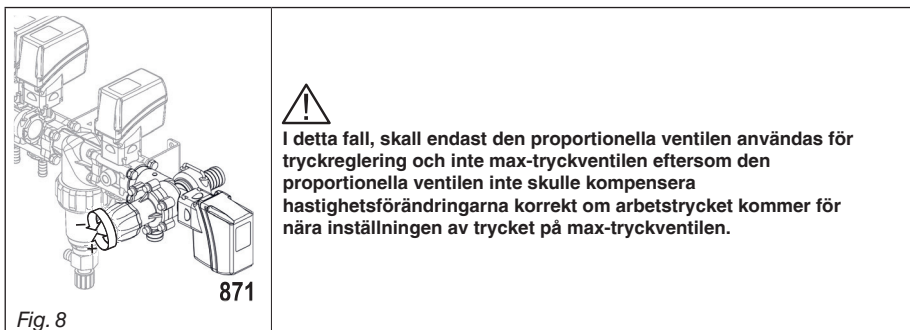 −
+
871
Fig. 8
I detta fall, skall endast den proportionella ventilen användas för
tryckreglering och inte max-tryckventilen eftersom den
proportionella ventilen inte skulle kompensera
hastighetsförändringarna korrekt om arbetstrycket kommer för
nära inställningen av trycket på max-tryckventilen.